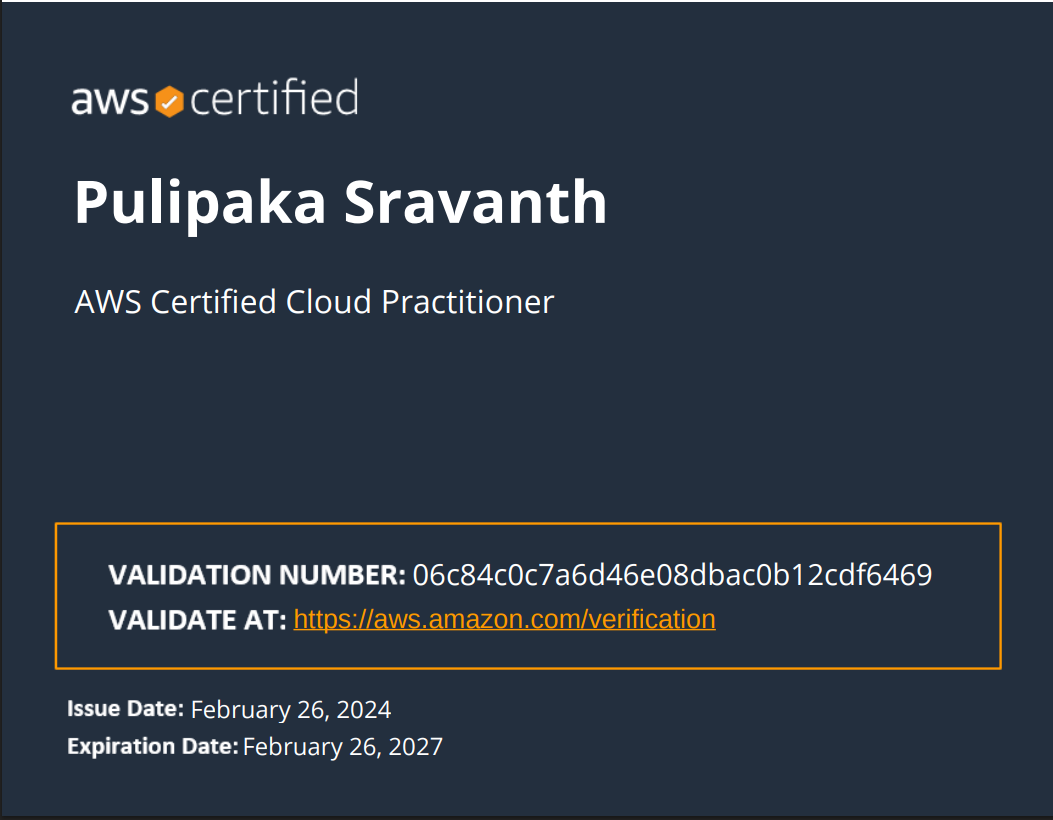 aws certified
Pulipaka Sravanth
AWS Certified Cloud Practitioner
VALIDATION NUMBER: 06c84c0c7a6d46e08dbac0b12cdf6469
VALIDATE AT: https://aws.amazon.com/verification
Issue Date: February 26, 2024
Expiration Date: February 26, 2027